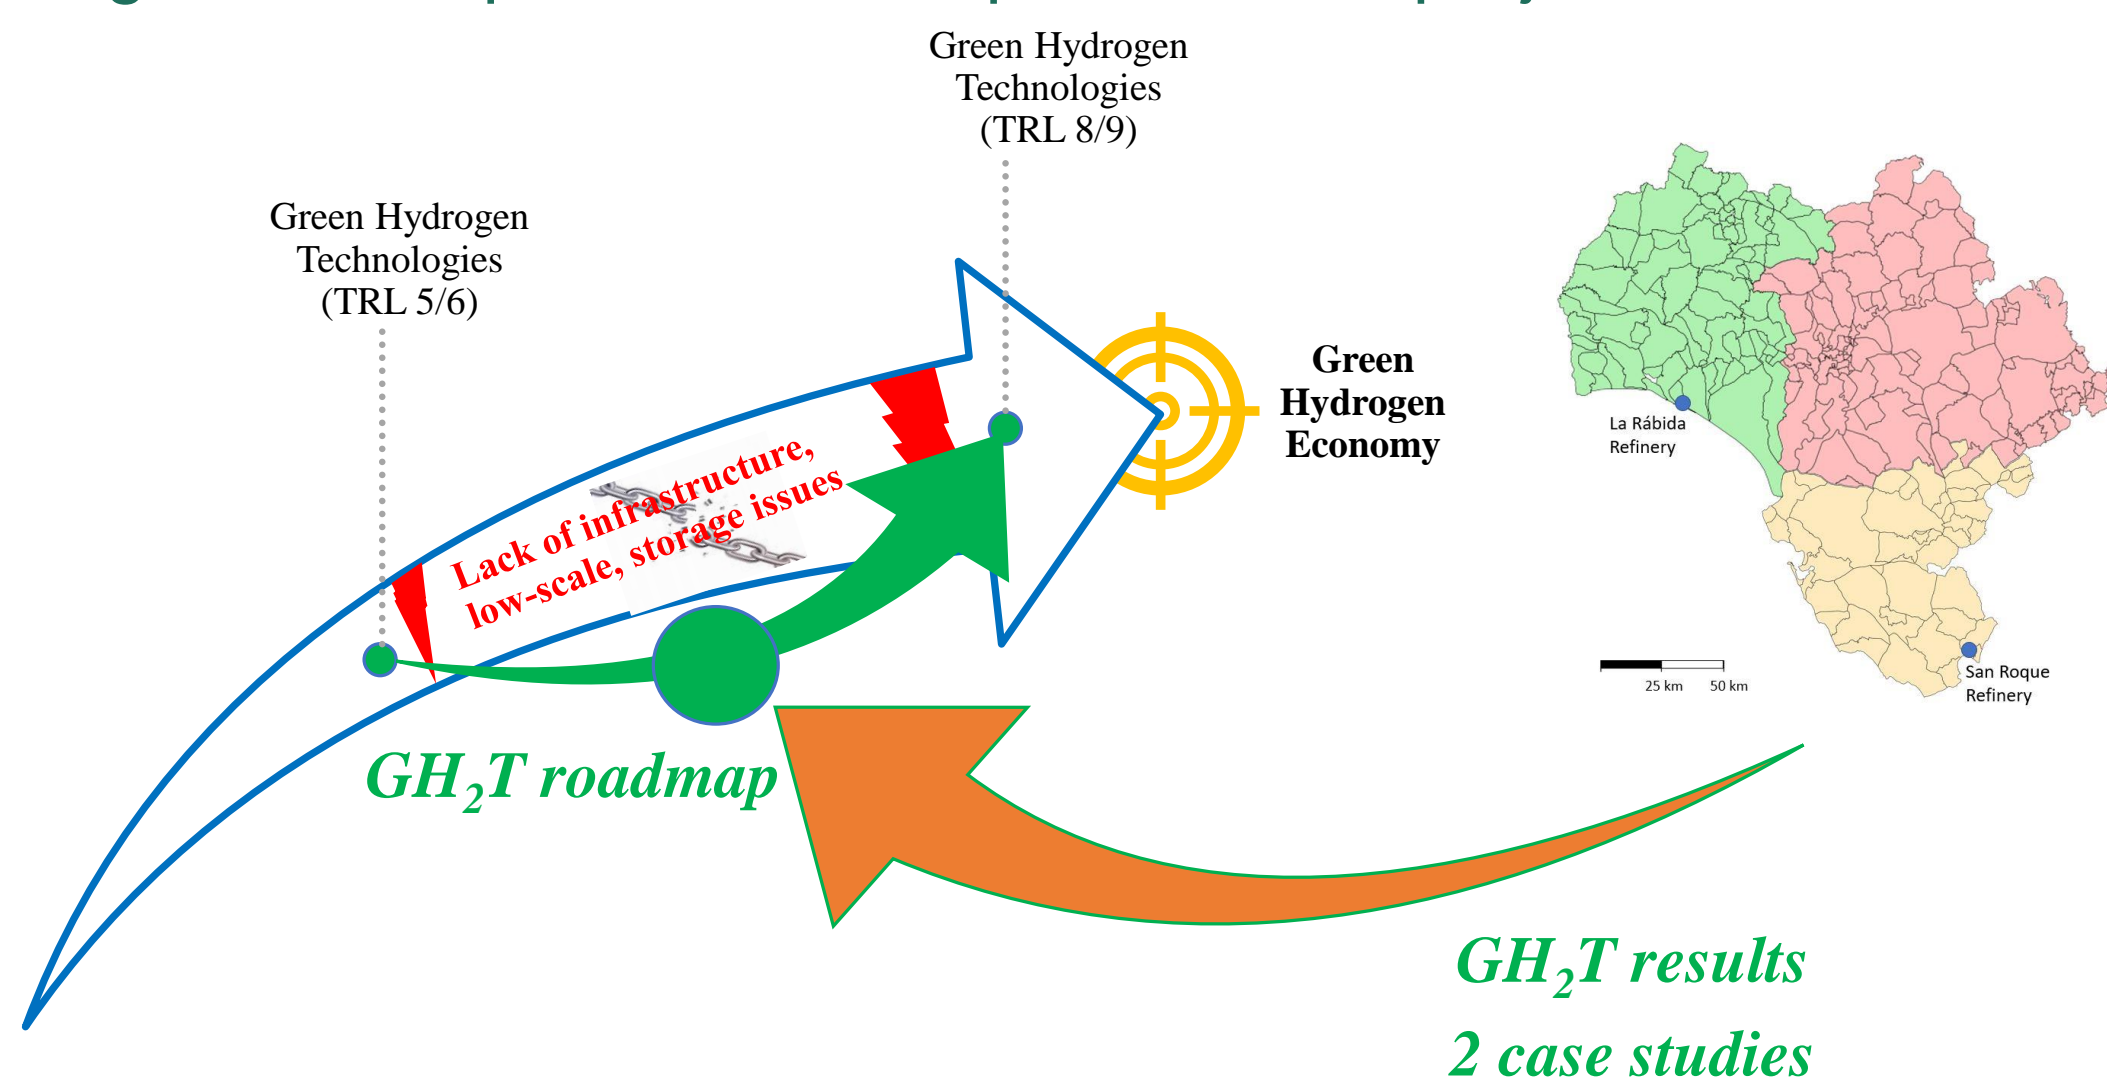 Green Hydrogen
Technologies
(TRL 8/9)
Green Hydrogen
Technologies
(TRL 5/6)
Green
Hydrogen
Economy
Lack of infrastructure,
low-scale, storage issues
La Rábida
Refinery
San Roque
Refinery
25 km 50 km
GH₂T roadmap
GH₂T results
2 case studies